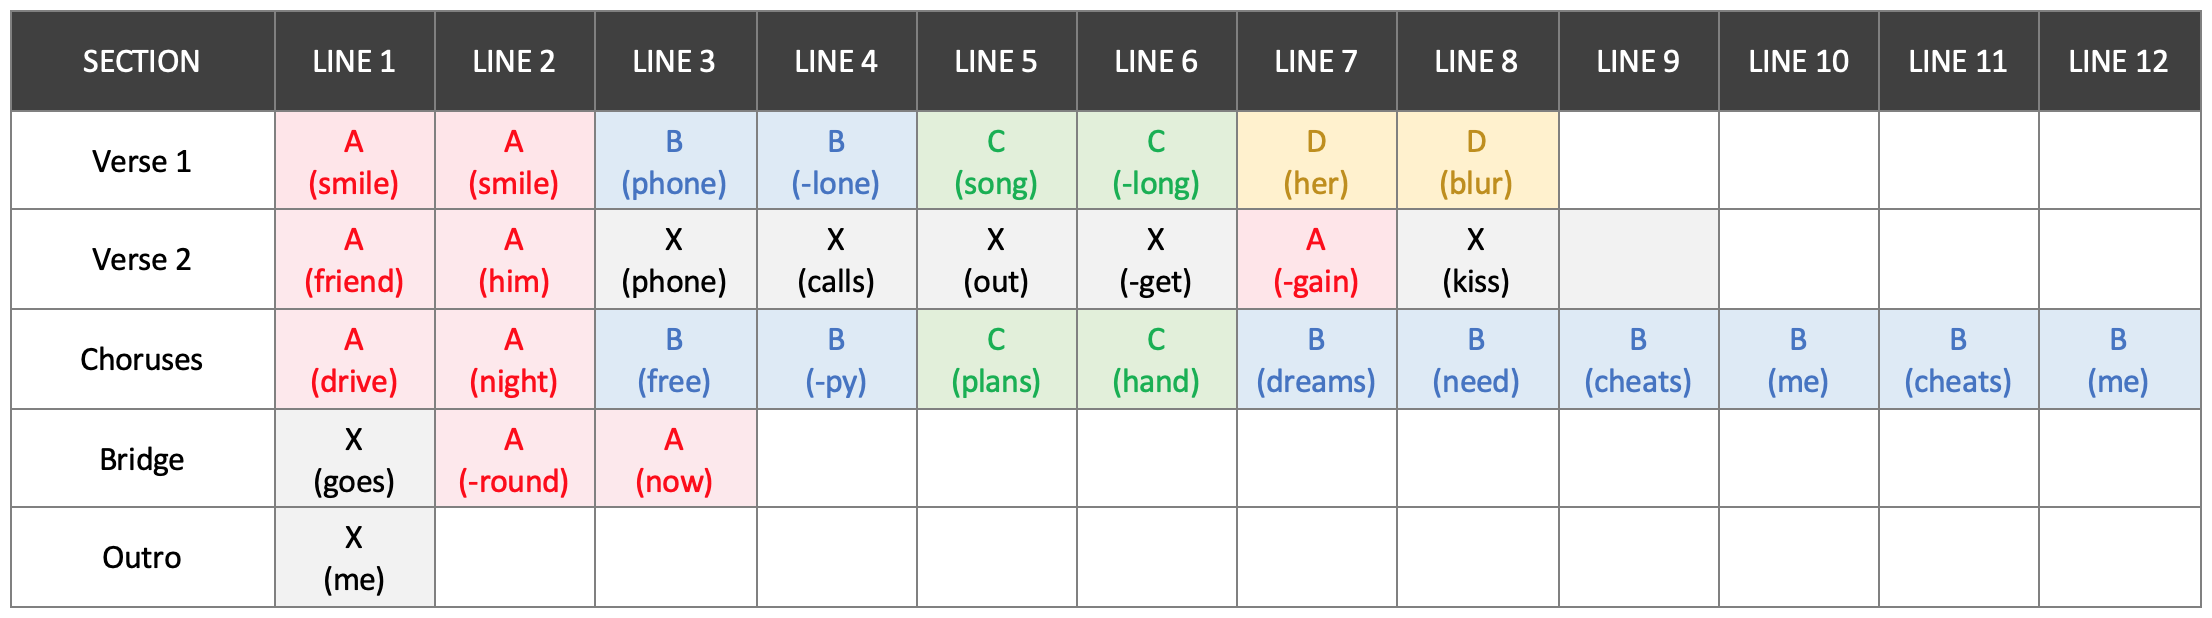 SECTION LINE 1 LINE 2 LINE 3 LINE 4 LINE 5 LINE 6 LINE 7 LINE 8 LINE 9 LINE 10 LINE 11 LINE 12
Verse 1 A (smile) A (smile) B (phone) B (-lone) C (song) C (-long) D (her) D (blur)
Verse 2 A (friend) A (him) X (phone) X (calls) X (out) X (-get) A (-gain) X (kiss)
Choruses A (drive) A (night) B (free) B (-py) C (plans) C (hand) B (dreams) B (need) B (cheats) B (me) B (cheats) B (me)
Bridge X (goes) A (-round) A (now)
Outro X (me)